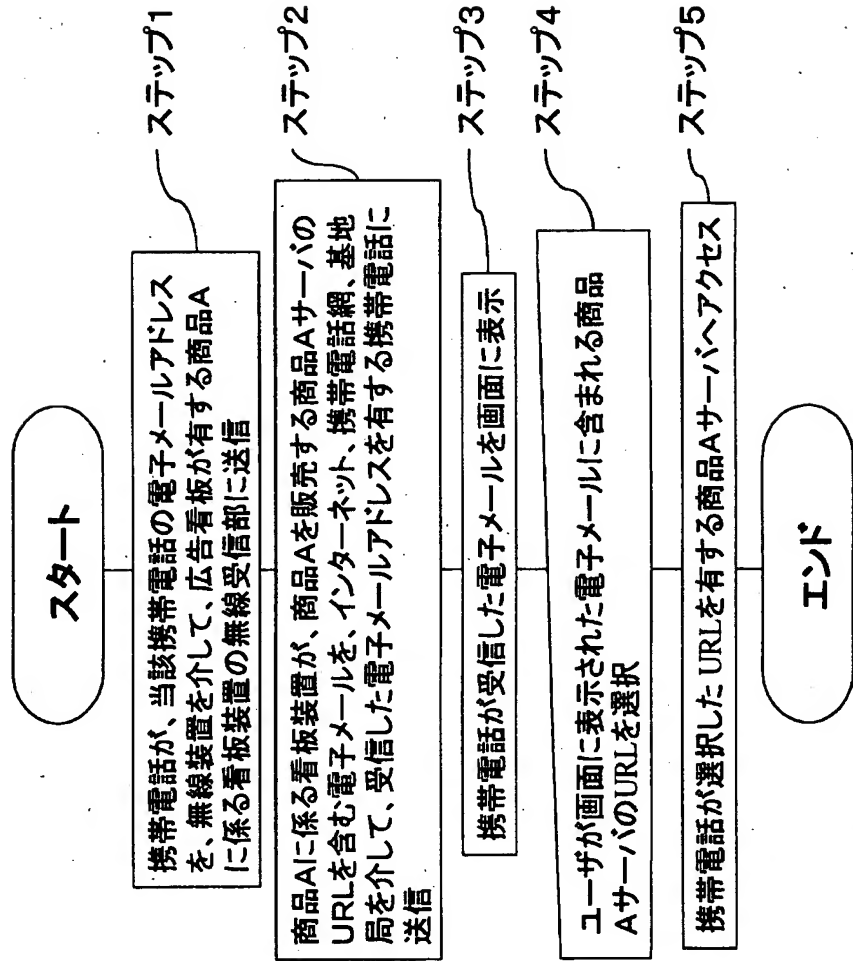 スタート
携帯電話が、当該携帯電話の電子メールアドレス
を、無線装置を介して、広告看板が有する商品A
に係る看板装置の無線受信部に送信
ステップ1
商品Aに係る看板装置が、商品Aを販売する商品Aサーバの
URLを含む電子メールを、インターネット、携帯電話網、基地
局を介して、受信した電子メールアドレスを有する携帯電話に
送信
ステップ2
携帯電話が受信した電子メールを画面に表示
ステップ3
ユーザが画面に表示された電子メールに含まれる商品
AサーバのURLを選択
ステップ4
携帯電話が選択した URLを有する商品Aサーバへアクセス
ステップ5
エンド